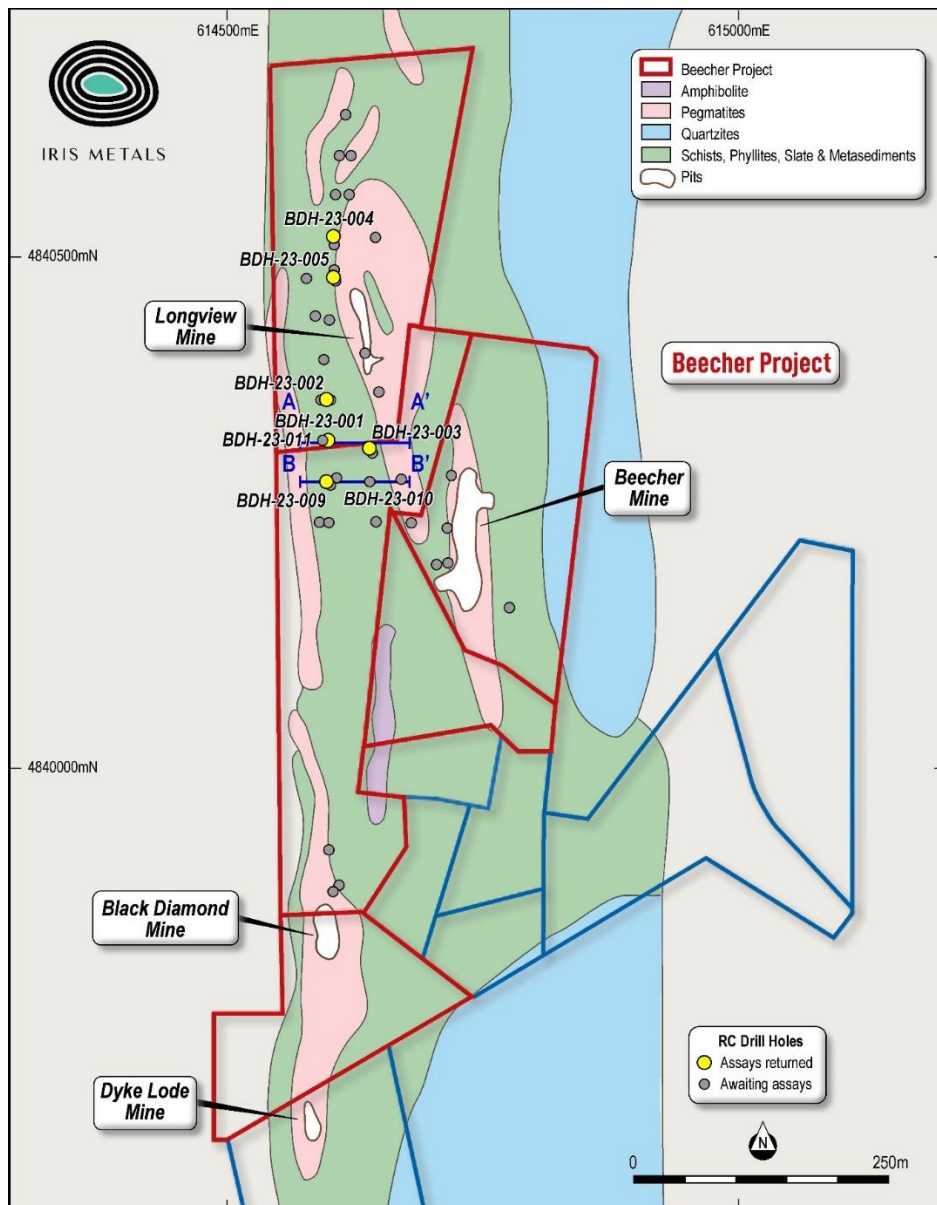 614500mE
615000mE
IRIS METALS
Beecher Project
Amphibolite
Pegmatites
Quartzites
Schists, Phyllites, Slate & Metasediments
Pits
BDH-23-004
4840500mN
BDH-23-005
Longview
Mine
Beecher Project
BDH-23-002
A
A'
BDH-23-001
BDH-23-011
BDH-23-003
B
B'
BDH-23-009
BDH-23-010
Beecher
Mine
4840000mN
Black Diamond
Mine
RC Drill Holes
Assays returned
Awaiting assays
Dyke Lode
Mine
N
0
250m